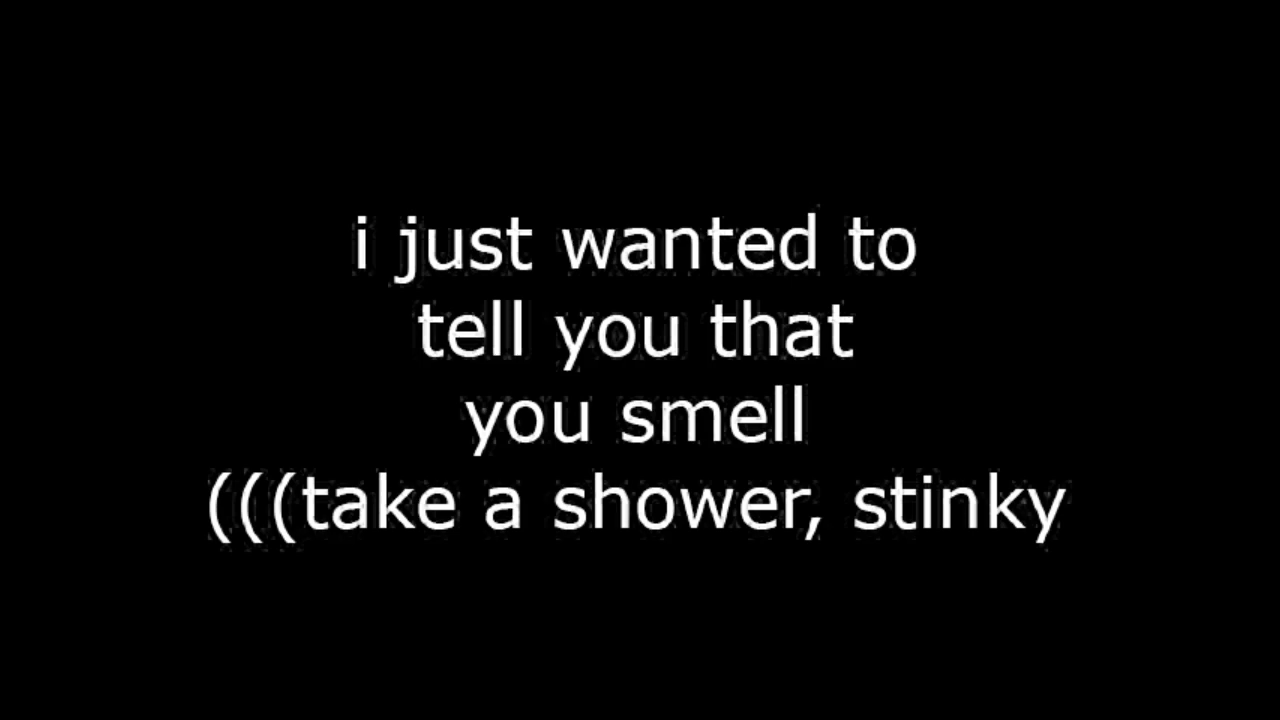 i just wanted to
tell you that
you smell
(((take a shower, stinky